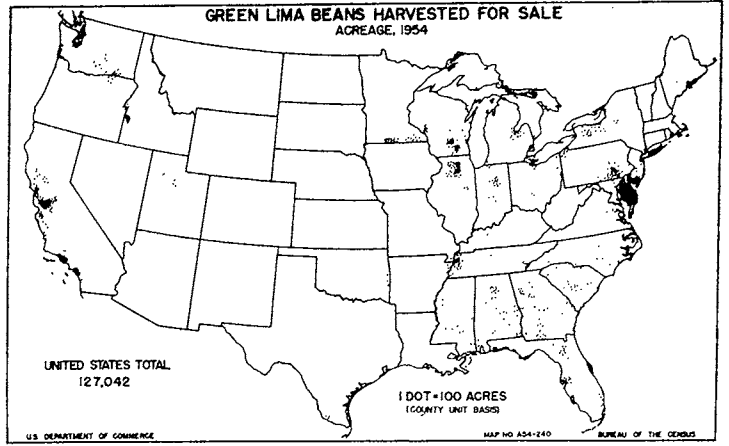 GREEN LIMA BEANS HARVESTED FOR SALE
ACREAGE, 1954
UNITED STATES TOTAL
127,042
1 DOT=100 ACRES
(COUNTY UNIT BASIS)
U.S. DEPARTMENT OF COMMERCE
MAP NO. A54-240
BUREAU OF THE CENSUS